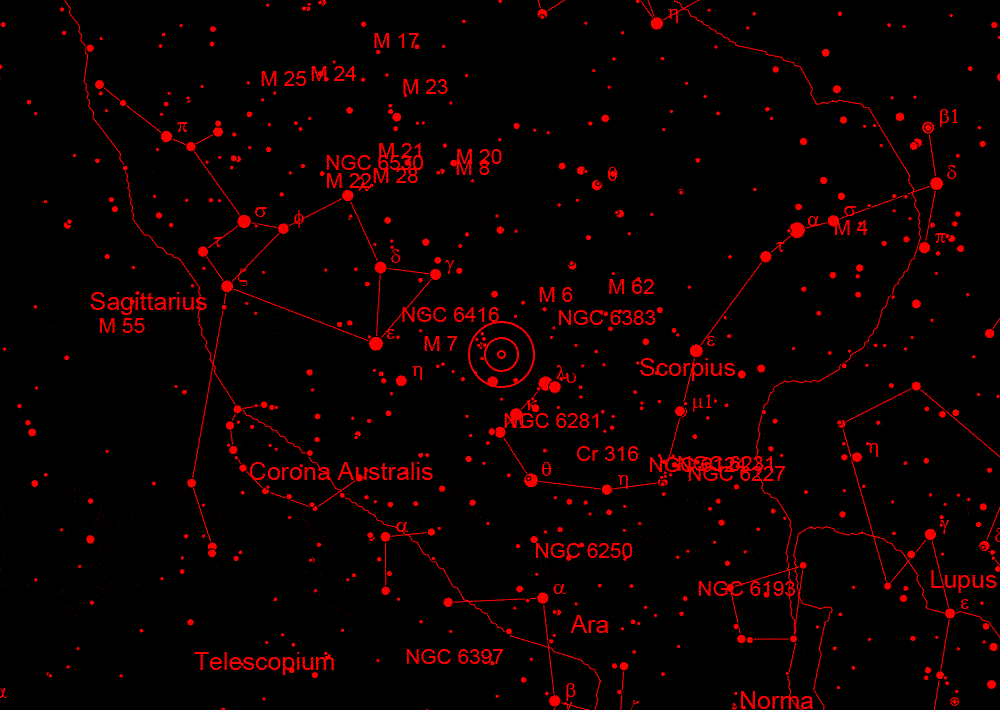 η
M 17
M 25
M 24
M 23
β1
π
M 21
M 20
NGC 6530
M 8
M 28
M 22
λ
θ
δ
σ
φ
σ
α
M 4
τ
τ
π
δ
γ
ζ
M 62
M 6
Sagittarius
NGC 6416
NGC 6383
M 55
ε
M 7
ε
Scorpius
η
λ
υ
μ1
κ
NGC 6281
η
Cr 316
NGC 6231
Corona Australis
θ
NGC 6227
η
α
γ
NGC 6250
Lupus
α
NGC 6193
ε
Ara
NGC 6397
Telescopium
β
α
Norma